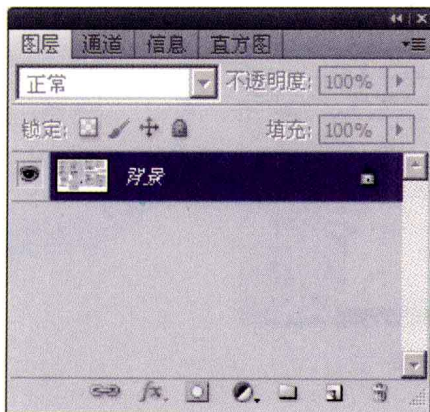 图层 通道 信息 直方图
正常 不透明度: 100%
锁定: 填充: 100%
背景
fx.